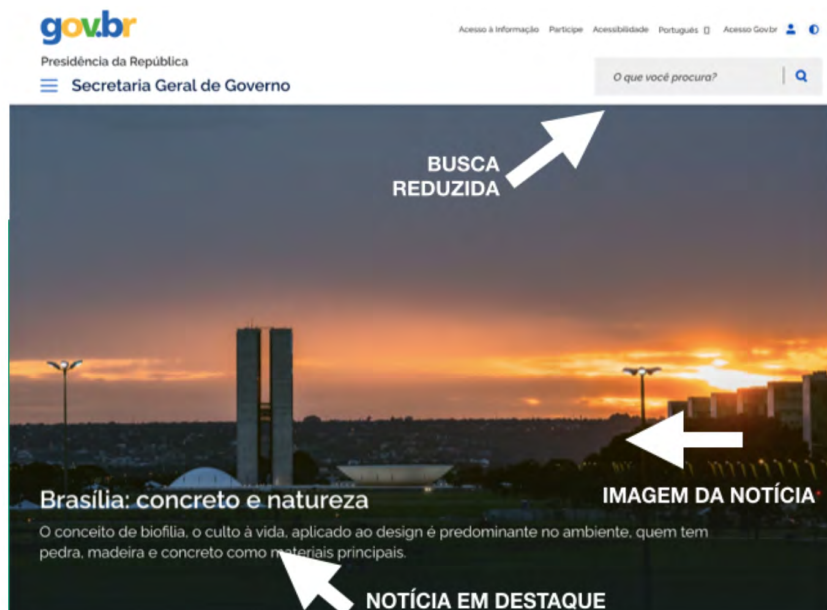 gov.br
Acesso à Informação Participe Acessibilidade Português Acesso Gov.br
Presidência da República
Secretaria Geral de Governo
O que você procura?
BUSCA
REDUZIDA
IMAGEM DA NOTÍCIA
Brasília: concreto e natureza
O conceito de biofilia, o culto à vida, aplicado ao design é predominante no ambiente, quem tem
pedra, madeira e concreto como materiais principais.
NOTÍCIA EM DESTAQUE